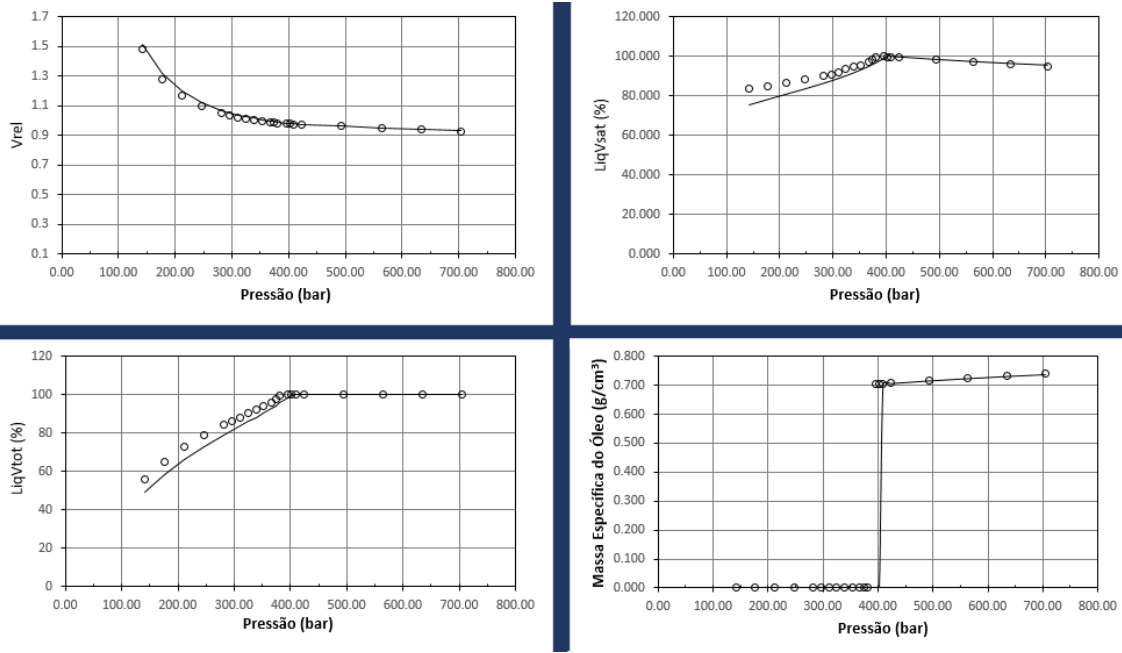 1.7
1.5
1.3
1.1
0.9
0.7
0.5
0.3
0.1
Vrel
0.00 100.00 200.00 300.00 400.00 500.00 600.00 700.00 800.00
Pressão (bar)
120.000
100.000
80.000
60.000
40.000
20.000
0.000
LiqVsat (%)
0.00 100.00 200.00 300.00 400.00 500.00 600.00 700.00 800.00
Pressão (bar)
120
100
80
60
40
20
0
LiqVtot (%)
0.00 100.00 200.00 300.00 400.00 500.00 600.00 700.00 800.00
Pressão (bar)
0.800
0.700
0.600
0.500
0.400
0.300
0.200
0.100
0.000
Massa Específica do Óleo (g/cm³)
0.00 100.00 200.00 300.00 400.00 500.00 600.00 700.00 800.00
Pressão (bar)